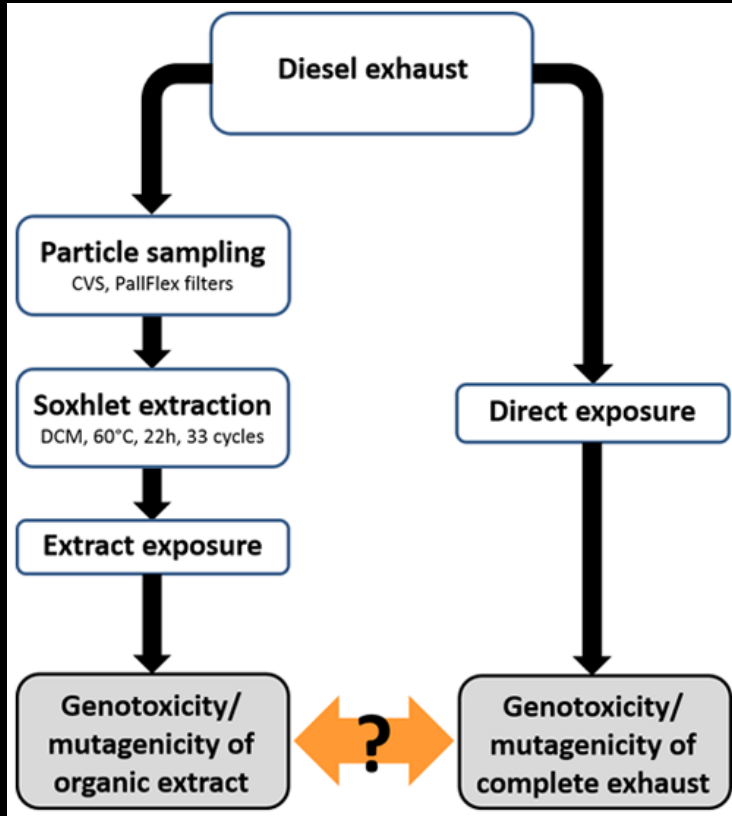 Diesel exhaust
Particle sampling
CVS, PallFlex filters
Soxhlet extraction
DCM, 60°C, 22h, 33 cycles
Extract exposure
Direct exposure
Genotoxicity/
mutagenicity of
organic extract
?
Genotoxicity/
mutagenicity of
complete exhaust